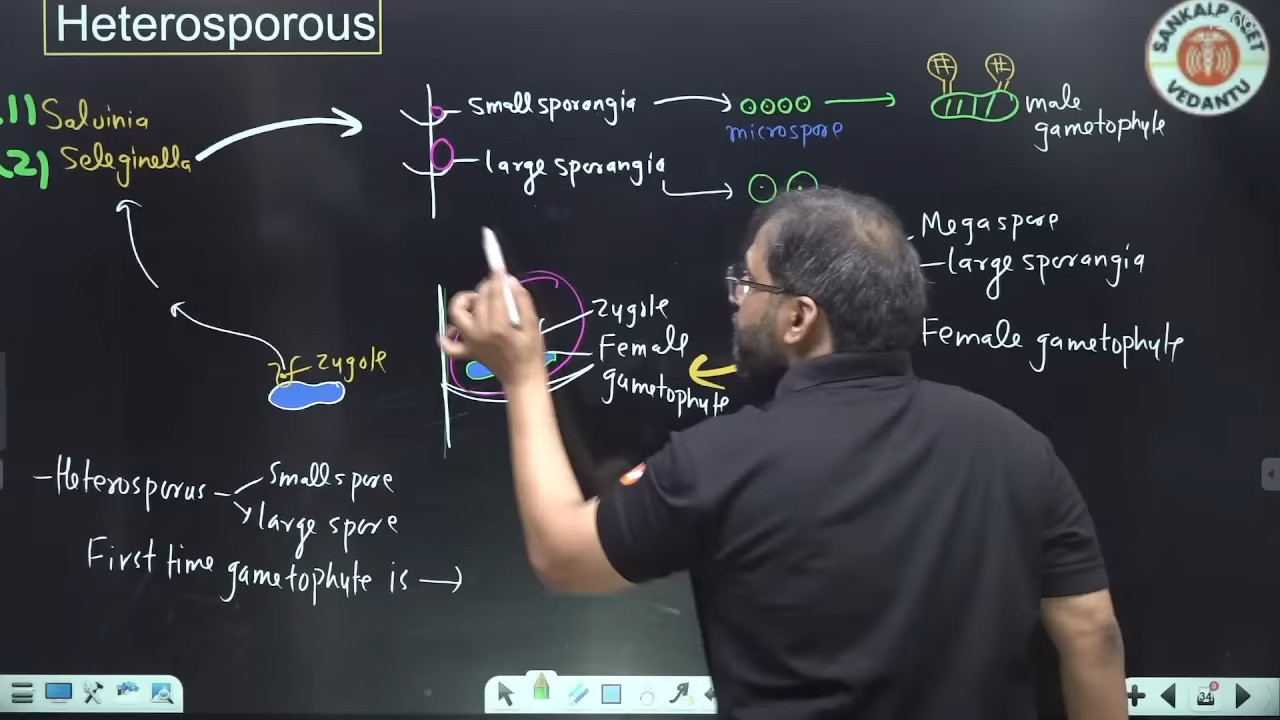 Heterosporous
SANKALP NEET
VEDANTU
1) Salvinia
2) Seleginella
Small sporangia
large sporangia
microspore
male
gametophyte
Megaspore
large sporangia
Female gametophyte
zygote
Female
gametophyte
zygote
-Heterosporus
Small spore
large spore
First time gametophyte is
34